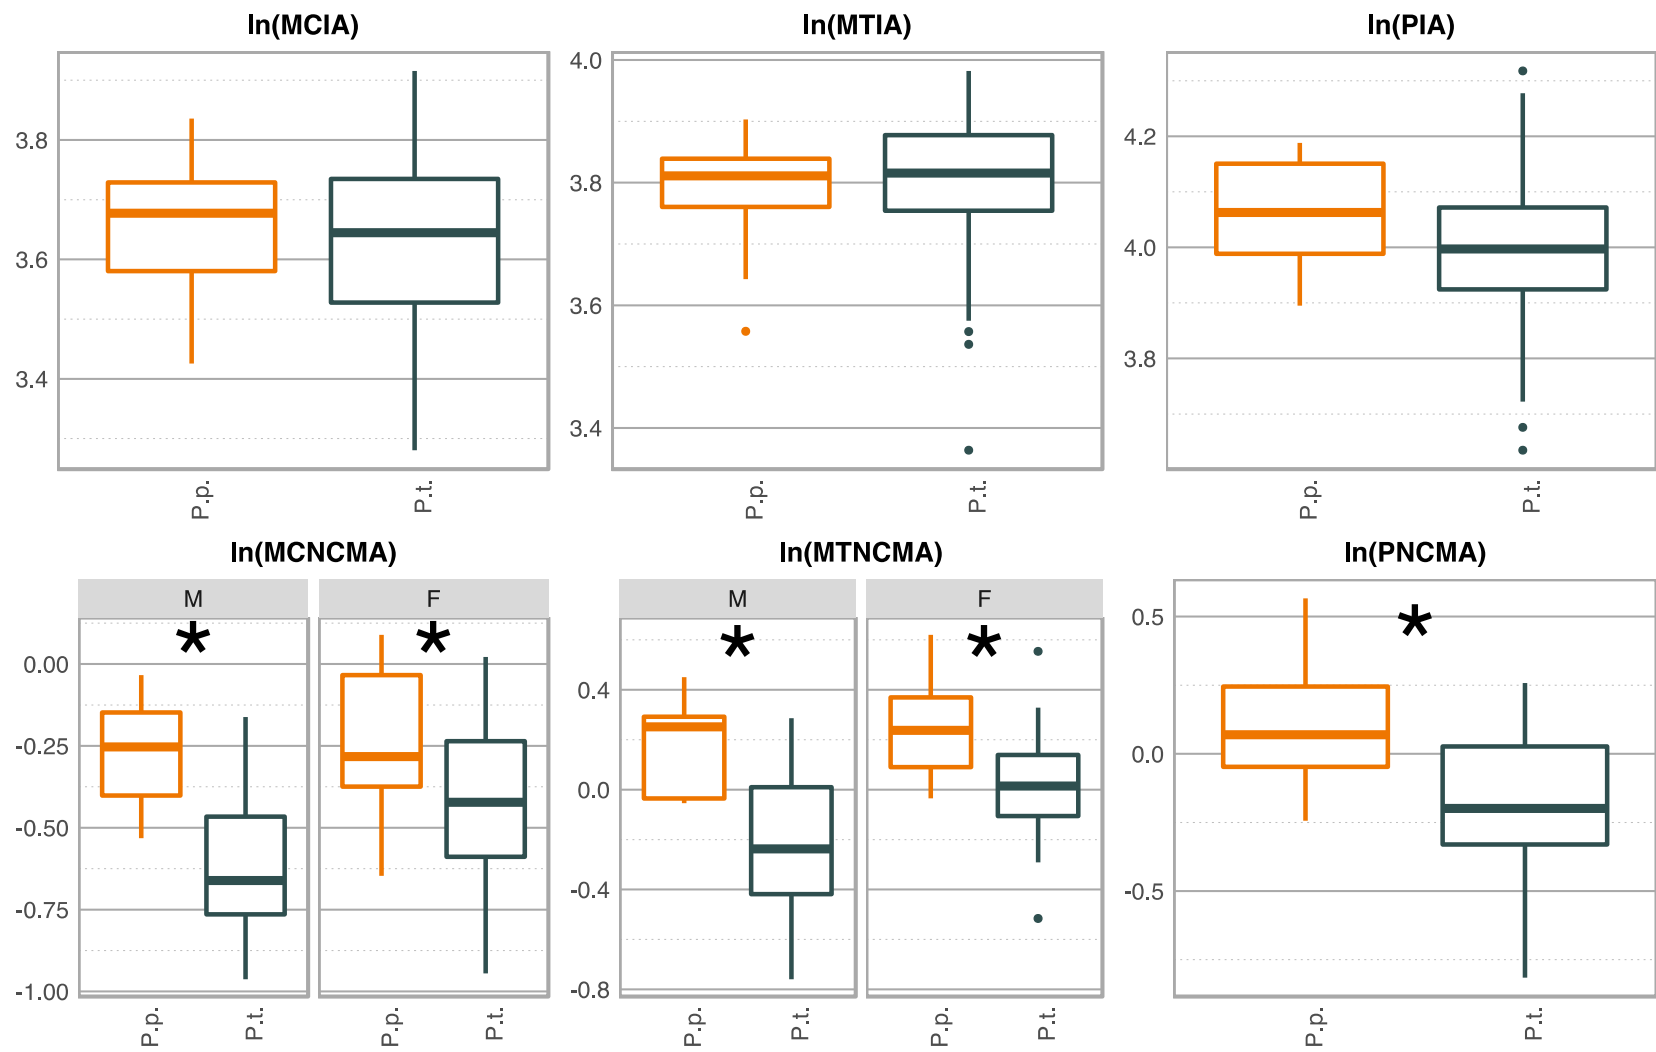 ln(MCIA)
3.8
3.6
3.4
P.p.
P.t.
ln(MTIA)
4.0
3.8
3.6
3.4
P.p.
P.t.
ln(PIA)
4.2
4.0
3.8
P.p.
P.t.
ln(MCNCMA)
M
F
*
*
0.00
-0.25
-0.50
-0.75
-1.00
P.p.
P.t.
P.p.
P.t.
ln(MTNCMA)
M
F
*
*
0.4
0.0
-0.4
-0.8
P.p.
P.t.
P.p.
P.t.
ln(PNCMA)
*
0.5
0.0
-0.5
P.p.
P.t.